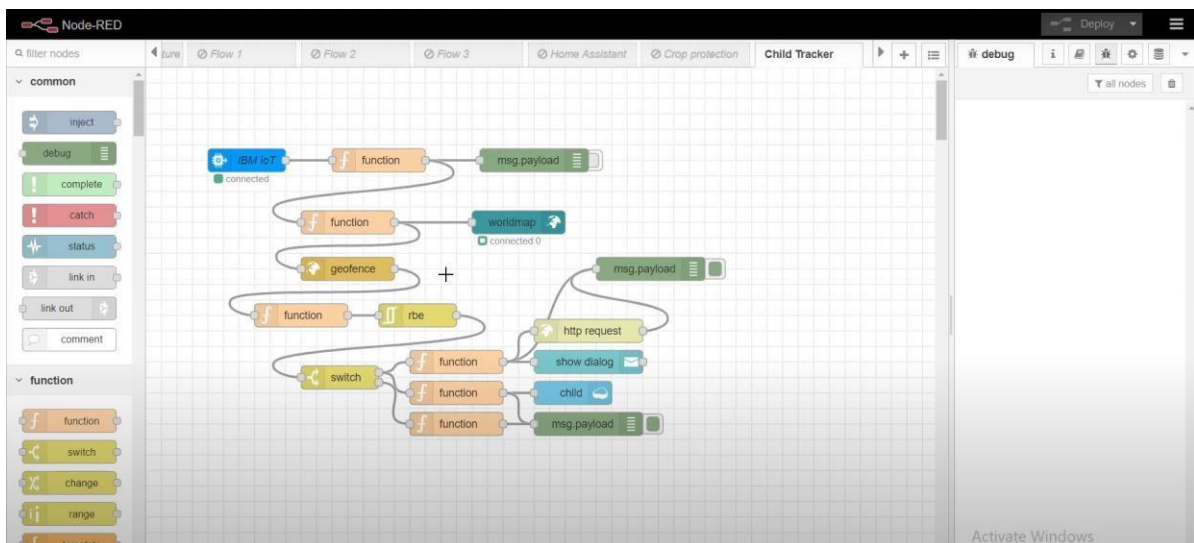 Node-RED
Deploy
filter nodes
ture
Flow 1
Flow 2
Flow 3
Home Assistant
Crop protection
Child Tracker
debug
all nodes
common
inject
debug
complete
catch
status
link in
link out
comment
function
function
switch
change
range
IBM IoT
connected
function
msg.payload
function
worldmap
connected 0
geofence
msg.payload
function
rbe
http request
switch
function
show dialog
function
child
function
msg.payload
Activate Windows